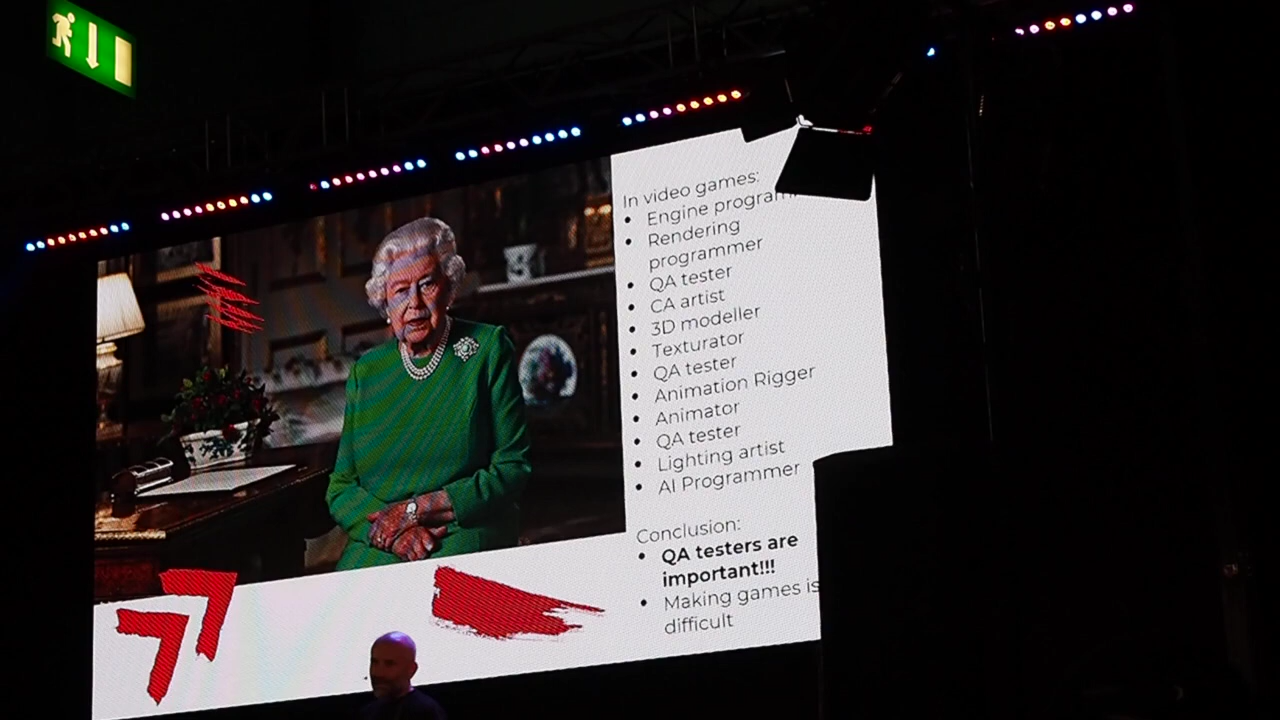 In video games:
• Engine program
• Rendering
programmer
• QA tester
• CA artist
• 3D modeller
• Texturator
• QA tester
• Animation Rigger
• Animator
• QA tester
• Lighting artist
• AI Programmer
Conclusion:
• QA testers are
important!!!
• Making games is
difficult